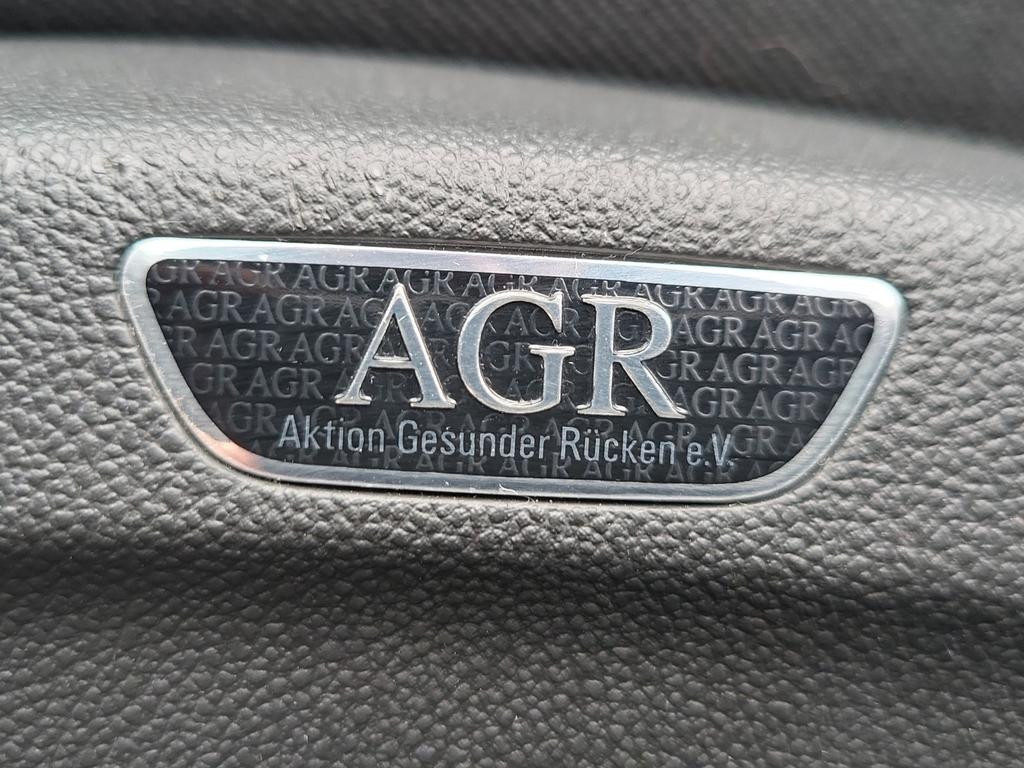 AGR
Aktion Gesunder Rücken e.V.